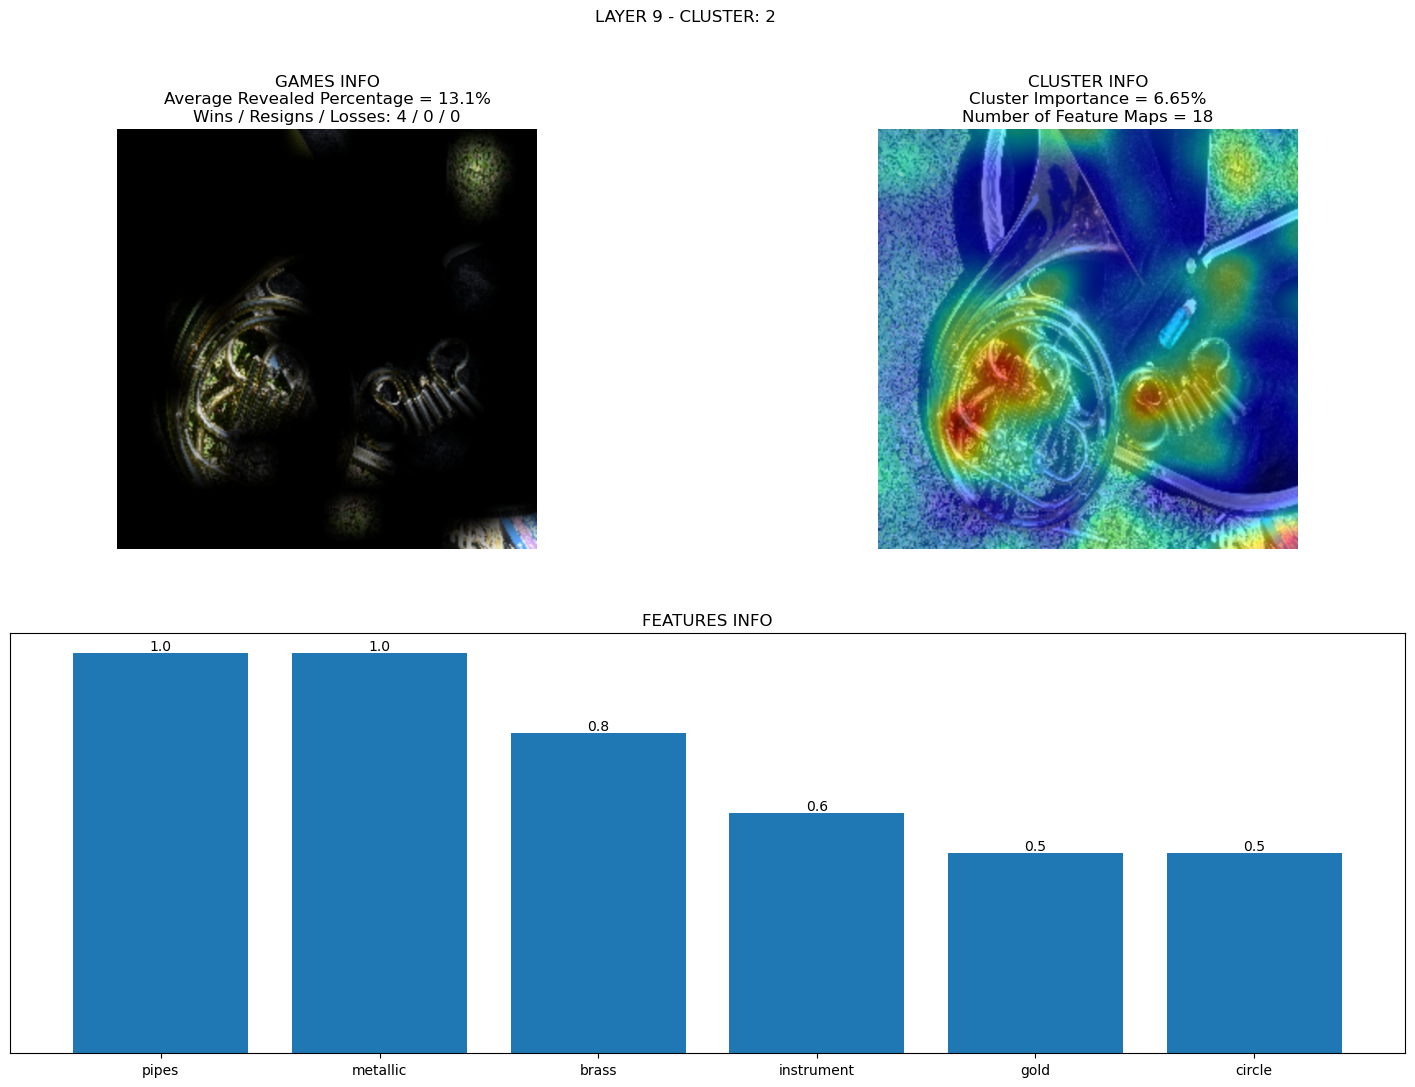 LAYER 9 - CLUSTER: 2
GAMES INFO
Average Revealed Percentage = 13.1%
Wins / Resigns / Losses: 4 / 0 / 0
CLUSTER INFO
Cluster Importance = 6.65%
Number of Feature Maps = 18
FEATURES INFO
1.0
1.0
0.8
0.6
0.5
0.5
pipes
metallic
brass
instrument
gold
circle